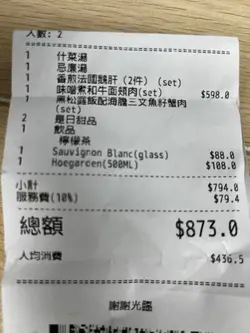 人數: 2
1 什菜湯
1 忌廉湯
1 香煎法國鵝肝 (2件) (set)
1 味噌煮和牛面頰肉(set) $598.0
1 黑松露飯配海膽三文魚籽蟹肉
(set)
2 是日甜品
1 飲品
檸檬茶
1 Sauvignon Blanc(glass) $88.0
1 Hoegarden(500ML) $108.0
小計 $794.0
服務費(10%) $79.4
總額 $873.0
人均消費 $436.5
謝謝光臨